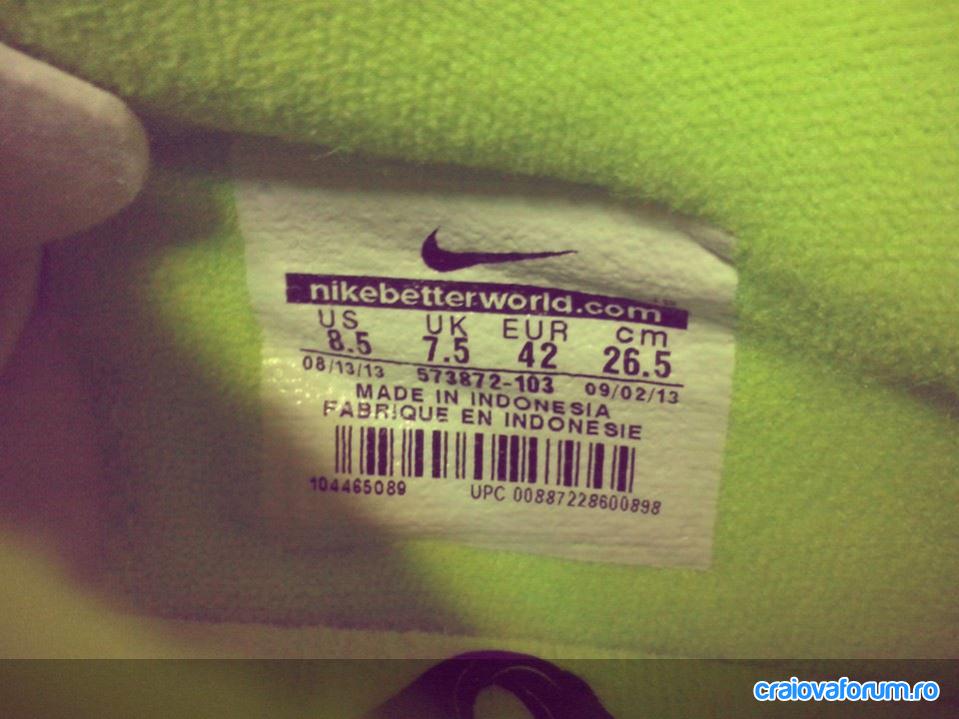 nikebetterworld.com
US UK EUR cm
8.5 7.5 42 26.5
08/13/13 573872-103 09/02/13
MADE IN INDONESIA
FABRIQUE EN INDONESIE
104465089 UPC 00887228600898
craiovaforum.ro